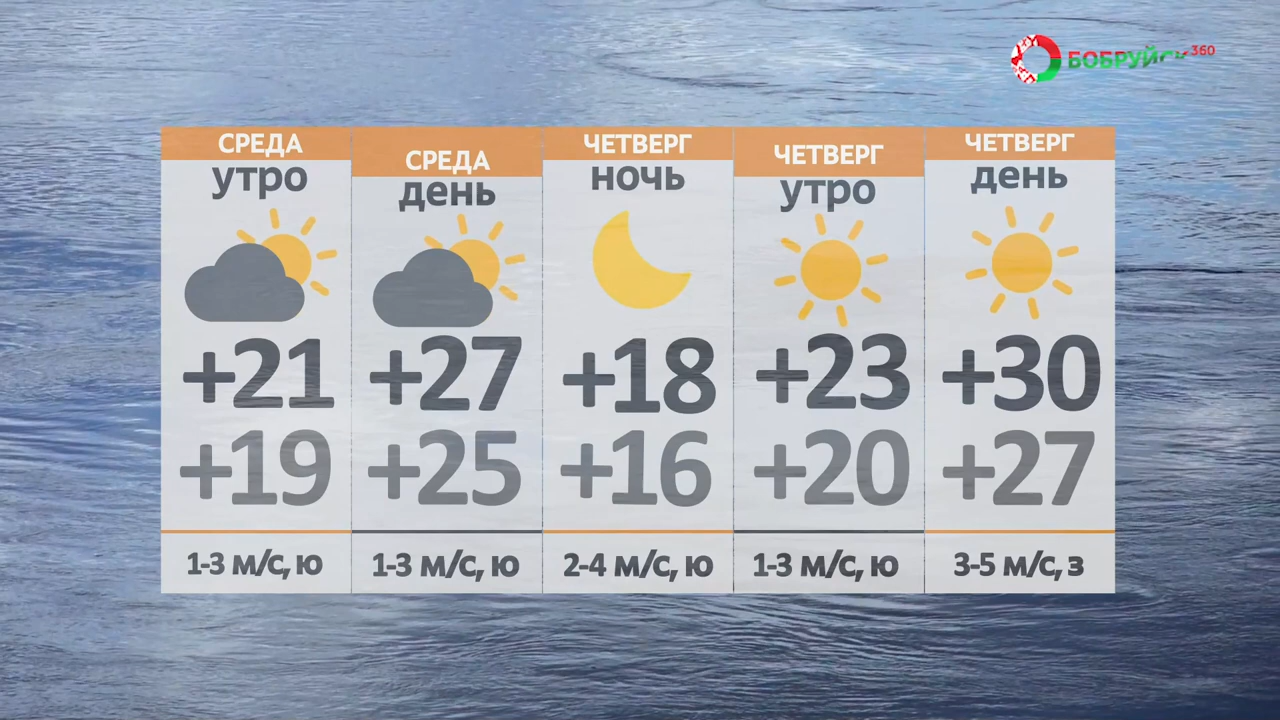 БОБРУЙСК 360
СРЕДА
утро
+21
+19
1-3 м/с, ю
СРЕДА
день
+27
+25
1-3 м/с, ю
ЧЕТВЕРГ
ночь
+18
+16
2-4 м/с, ю
ЧЕТВЕРГ
утро
+23
+20
1-3 м/с, ю
ЧЕТВЕРГ
день
+30
+27
3-5 м/с, з